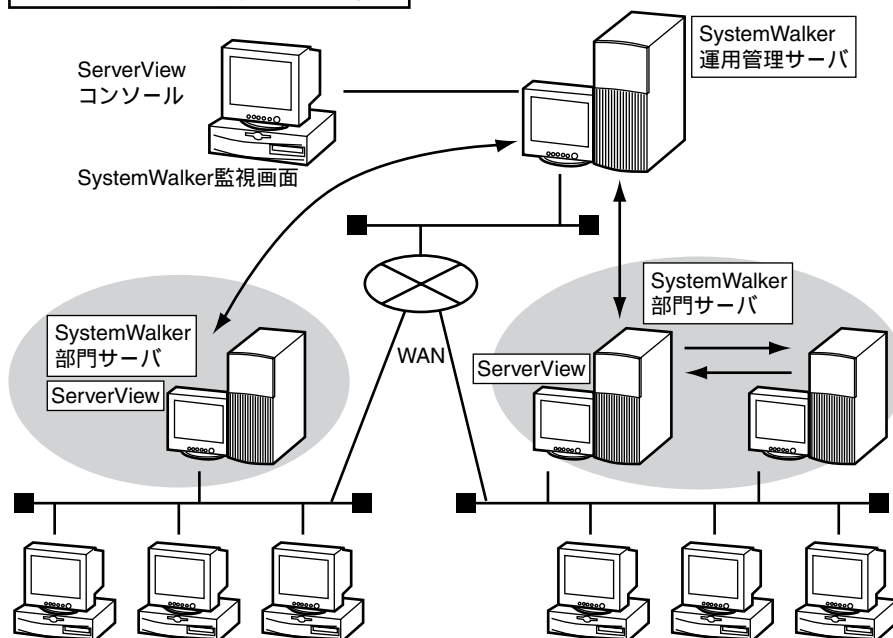 ServerView
コンソール
SystemWalker
運用管理サーバ
SystemWalker監視画面
SystemWalker
部門サーバ
ServerView
WAN
SystemWalker
部門サーバ
ServerView